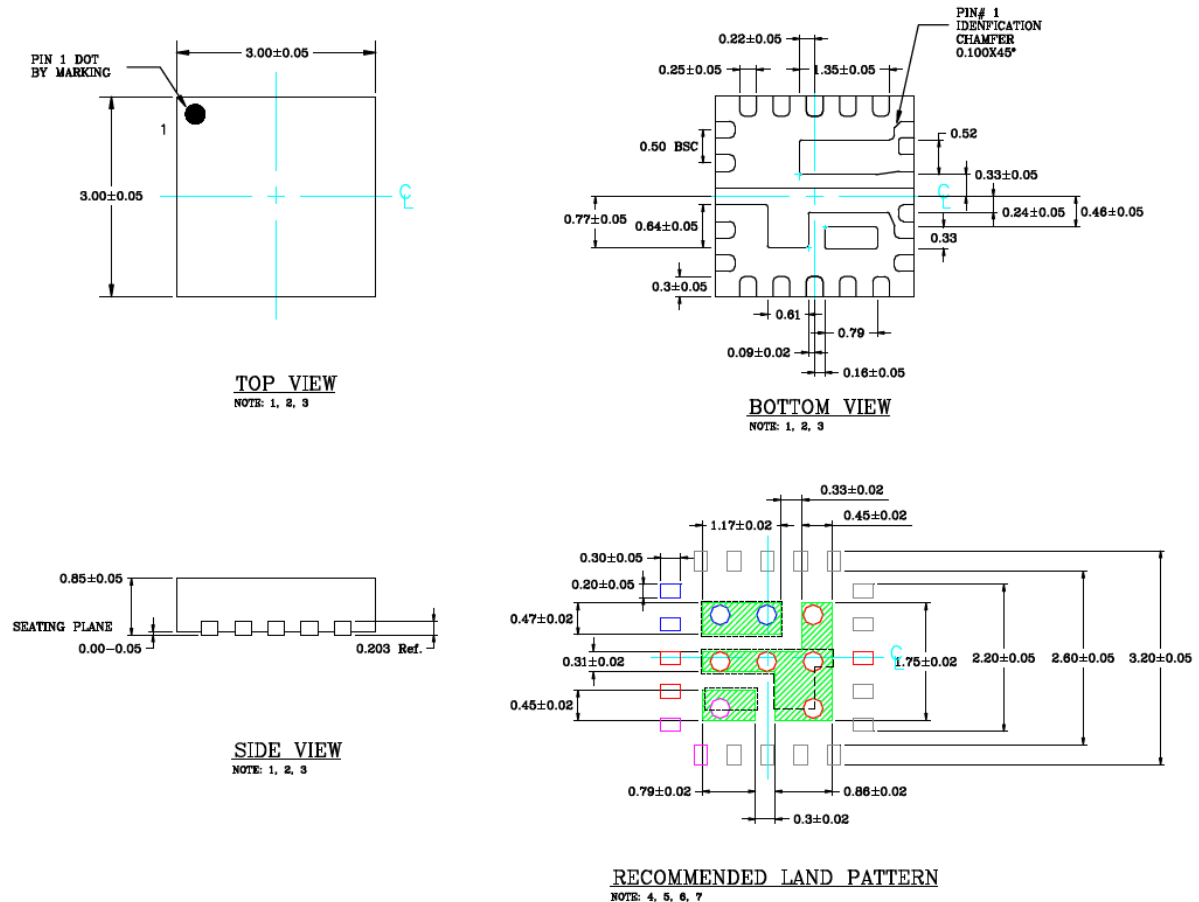 PIN 1 DOT
BY MARKING
3.00±0.05
1
3.00±0.05
℄
TOP VIEW
NOTE: 1, 2, 3
PIN# 1
IDENFICATION
CHAMFER
0.100X45°
0.22±0.05
0.25±0.05
1.35±0.05
0.50 BSC
0.52
0.33±0.05
℄
0.77±0.05
0.64±0.05
0.24±0.05
0.46±0.05
0.33
0.3±0.05
0.61
0.79
0.09±0.02
0.16±0.05
BOTTOM VIEW
NOTE: 1, 2, 3
0.85±0.05
SEATING PLANE
0.00-0.05
0.203 Ref.
SIDE VIEW
NOTE: 1, 2, 3
0.33±0.02
1.17±0.02
0.45±0.02
0.30±0.05
0.20±0.05
0.47±0.02
0.31±0.02
℄
1.75±0.02
2.20±0.05
2.60±0.05
3.20±0.05
0.45±0.02
0.79±0.02
0.86±0.02
0.3±0.02
RECOMMENDED LAND PATTERN
NOTE: 4, 5, 6, 7